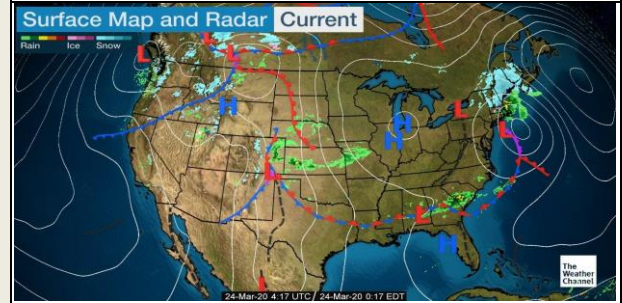 Surface Map and Radar Current
Rain Ice Snow
L
L
L
L
H
L
H
H
L
L
L
H
L
The
Weather
Channel
24-Mar-20 4:17 UTC / 24-Mar-20 0:17 EDT